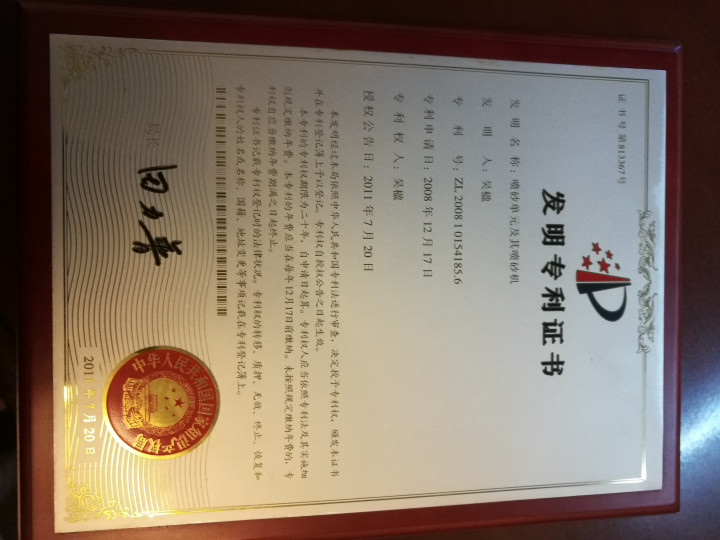 证书号第813367号
发明专利证书
发明名称：喷砂单元及其喷砂机
发明人：吴楹
专利号：ZL 2008 1 0154185.6
专利申请日：2008年12月17日
专利权人：吴楹
授权公告日：2011年7月20日
本发明经过本局依照中华人民共和国专利法进行审查，决定授予专利权，颁发本证书
并在专利登记簿上予以登记。专利权自授权公告之日起生效。
本专利的专利权期限为二十年，自申请日起算。专利权人应当依照专利法及其实施细
则规定缴纳年费。本专利的年费应当在每年12月17日前缴纳。未按照规定缴纳年费的，专
利权自应当缴纳年费期满之日起终止。
专利证书记载专利权登记时的法律状况。专利权的转移、质押、无效、终止、恢复和
专利权人的姓名或名称、国籍、地址变更等事项记载在专利登记簿上。
局长
田力普
中华人民共和国国家知识产权局
2011年7月20日